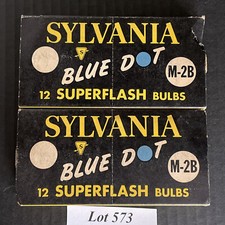 SYLVANIA
S
BLUE DOT
M-2B
12 SUPERFLASH BULBS
SYLVANIA
S
BLUE DOT
M-2B
12 SUPERFLASH BULBS
Lot 573